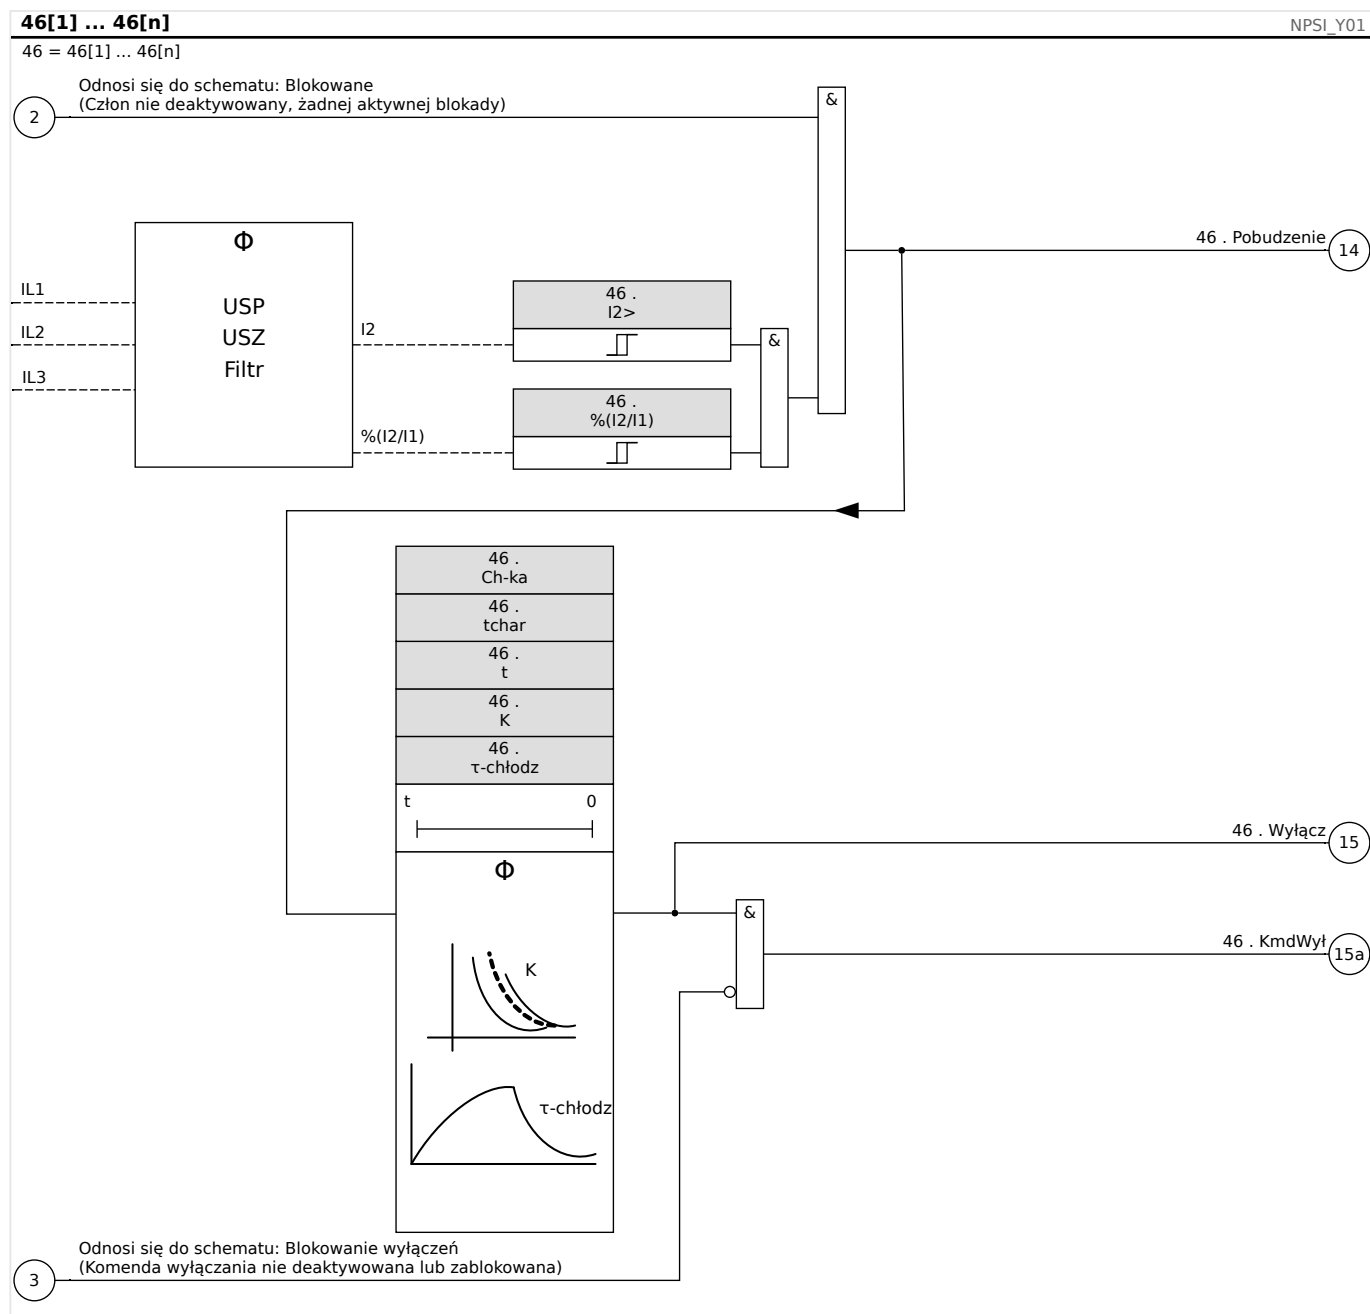 46[1] ... 46[n]
NPSI_Y01
46 = 46[1] ... 46[n]
Odnosi się do schematu: Blokowane
(Człon nie deaktywowany, żadnej aktywnej blokady)
2
&
46 . Pobudzenie
14
Φ
USP
USZ
Filtr
IL1
IL2
IL3
I2
%(I2/I1)
46 .
I2>
&
46 .
%(I2/I1)
46 .
Ch-ka
46 .
tchar
46 .
t
46 .
K
46 .
τ-chłodz
t 0
Φ
K
τ-chłodz
46 . Wyłącz
15
&
46 . KmdWył
15a
Odnosi się do schematu: Blokowanie wyłączeń
(Komenda wyłączania nie deaktywowana lub zablokowana)
3